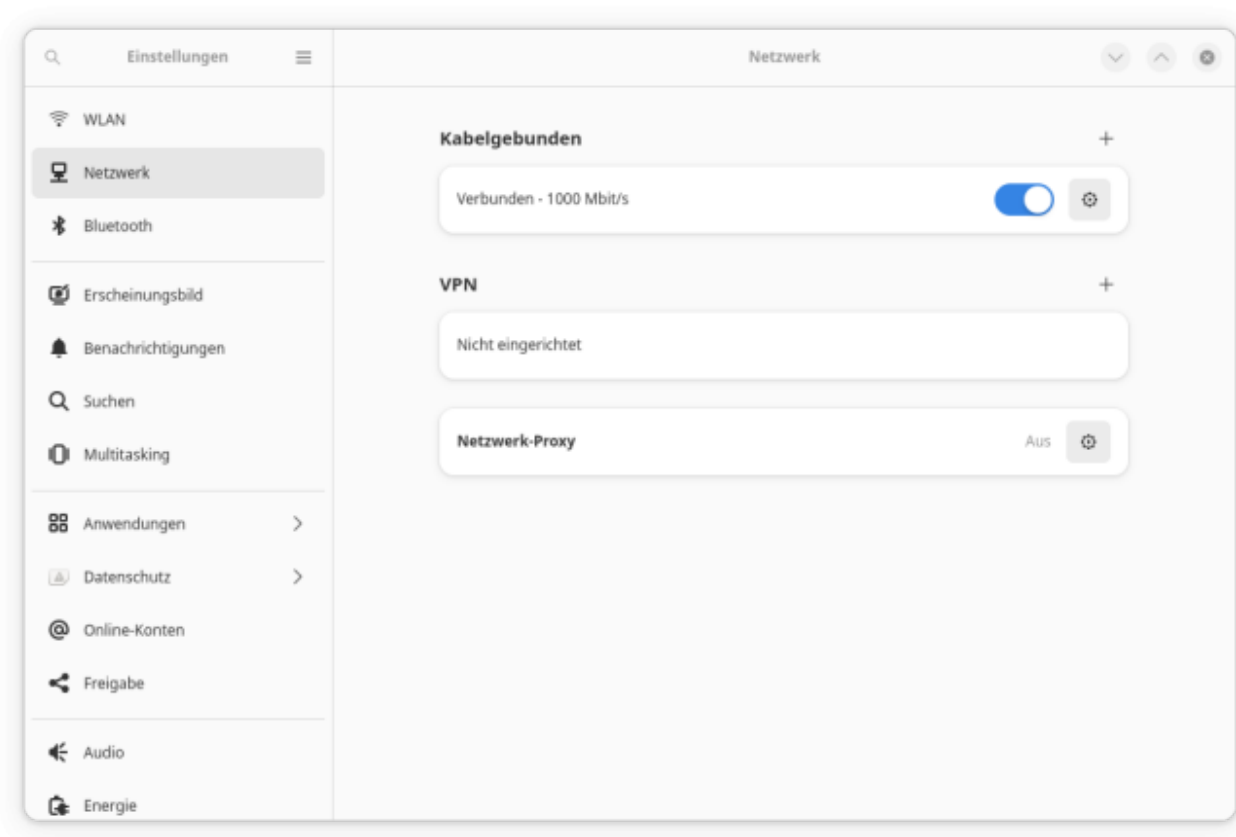 Einstellungen
Netzwerk
WLAN
Netzwerk
Bluetooth
Erscheinungsbild
Benachrichtigungen
Suchen
Multitasking
Anwendungen
Datenschutz
Online-Konten
Freigabe
Audio
Energie
Kabelgebunden
Verbunden - 1000 Mbit/s
VPN
Nicht eingerichtet
Netzwerk-Proxy
Aus